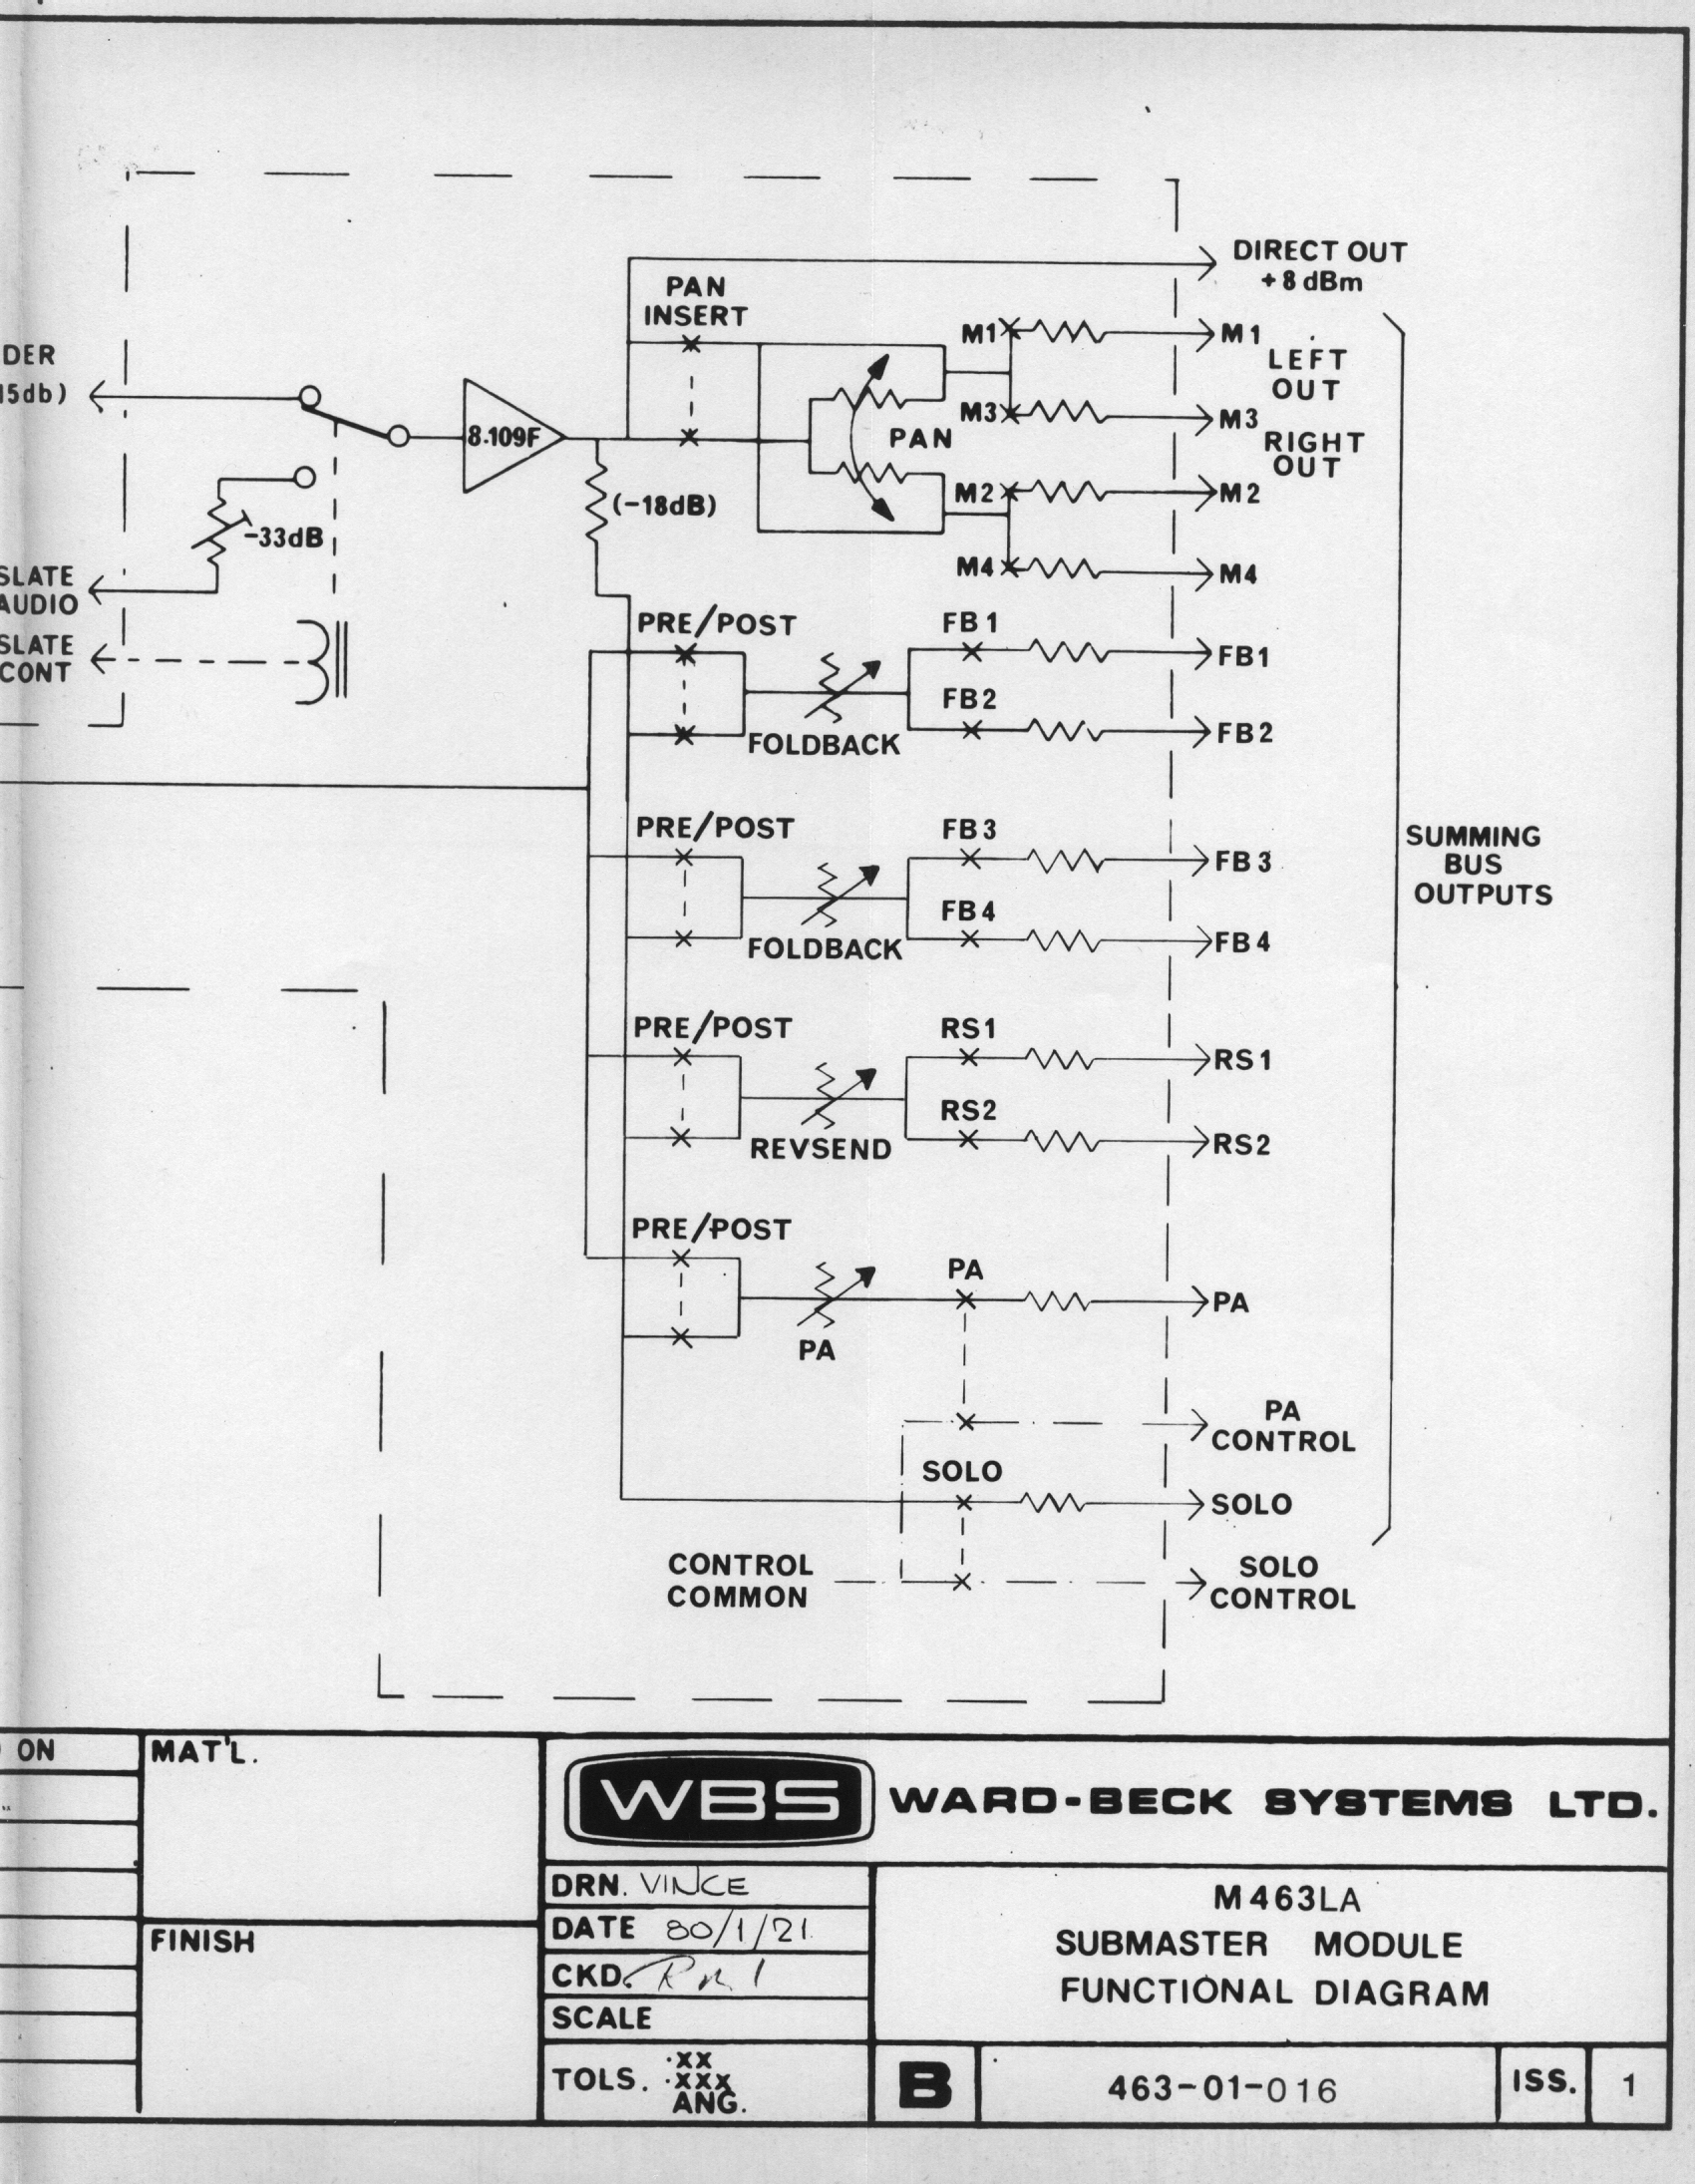 DIRECT OUT
+8 dBm
PAN
INSERT
M1
M1
LEFT
OUT
DER
15db)
8.109F
PAN
M3
M3
RIGHT
OUT
(-18dB)
M2
M2
-33dB
M4
M4
SLATE
AUDIO
SLATE
CONT
PRE/POST
FB1
FB1
FB2
FB2
FOLDBACK
PRE/POST
FB3
FB3
FB4
FB4
FOLDBACK
SUMMING
BUS
OUTPUTS
PRE/POST
RS1
RS1
RS2
RS2
REVSEND
PRE/POST
PA
PA
PA
PA
CONTROL
SOLO
SOLO
CONTROL
COMMON
SOLO
CONTROL
ON
MAT'L.
FINISH
WBS
WARD-BECK SYSTEMS LTD.
DRN. VINCE
DATE 80/1/21
CKD.
SCALE
TOLS. .XX
.XXX
ANG.
M463LA
SUBMASTER MODULE
FUNCTIONAL DIAGRAM
B
463-01-016
ISS. 1